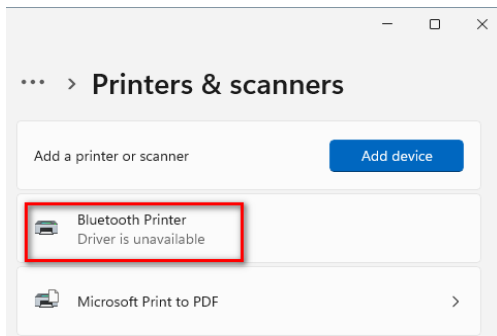 Printers & scanners
Add a printer or scanner
Add device
Bluetooth Printer
Driver is unavailable
Microsoft Print to PDF